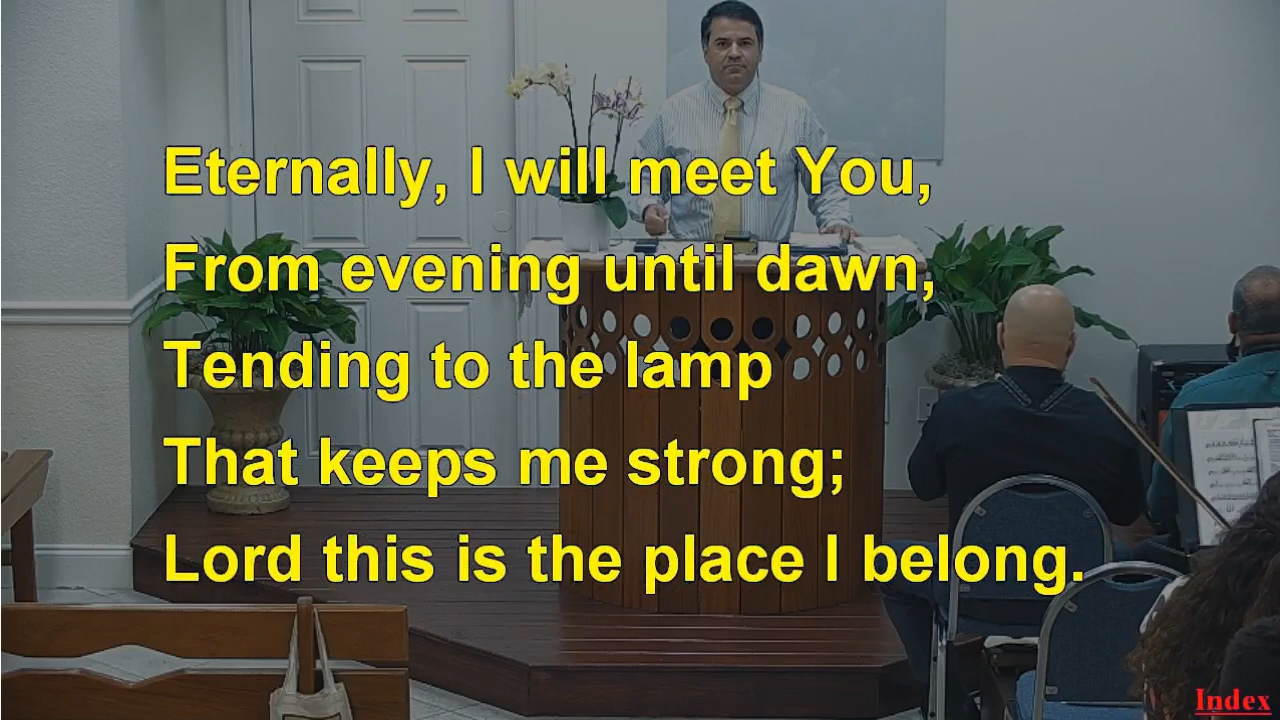 Eternally, I will meet You,
From evening until dawn,
Tending to the lamp
That keeps me strong;
Lord this is the place I belong.
Index